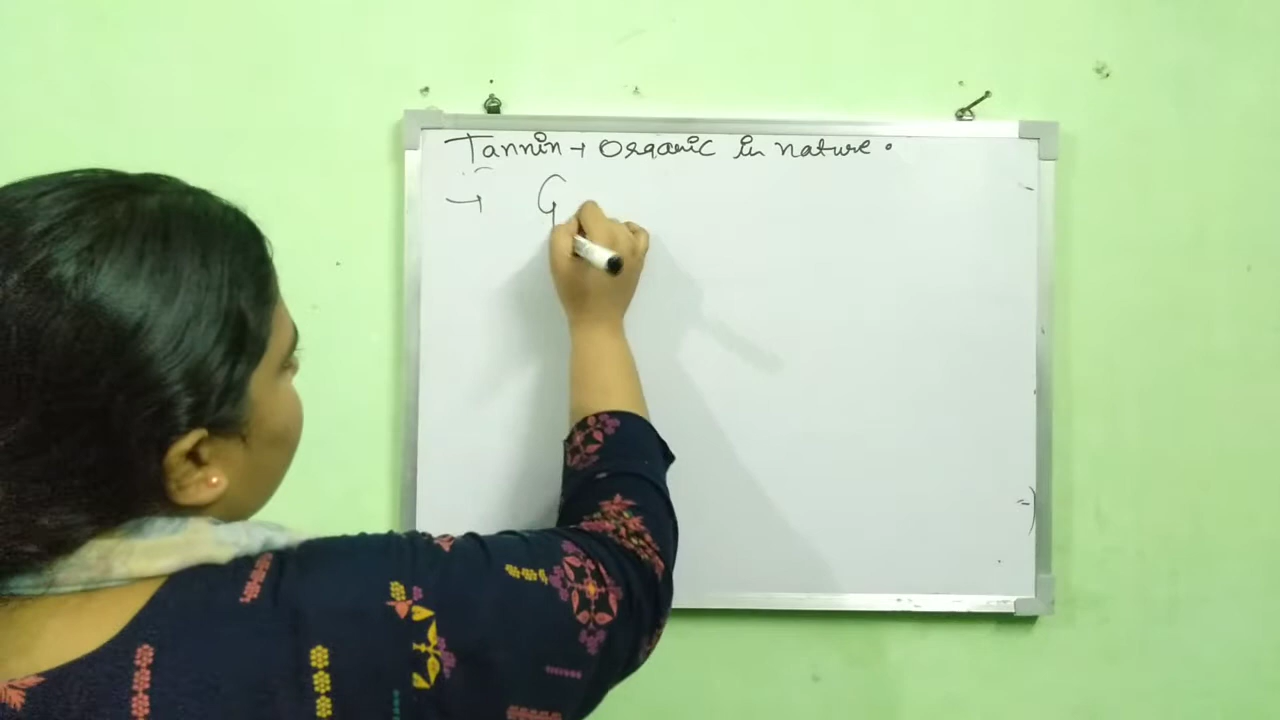 Tannin → Organic in nature.
→ G